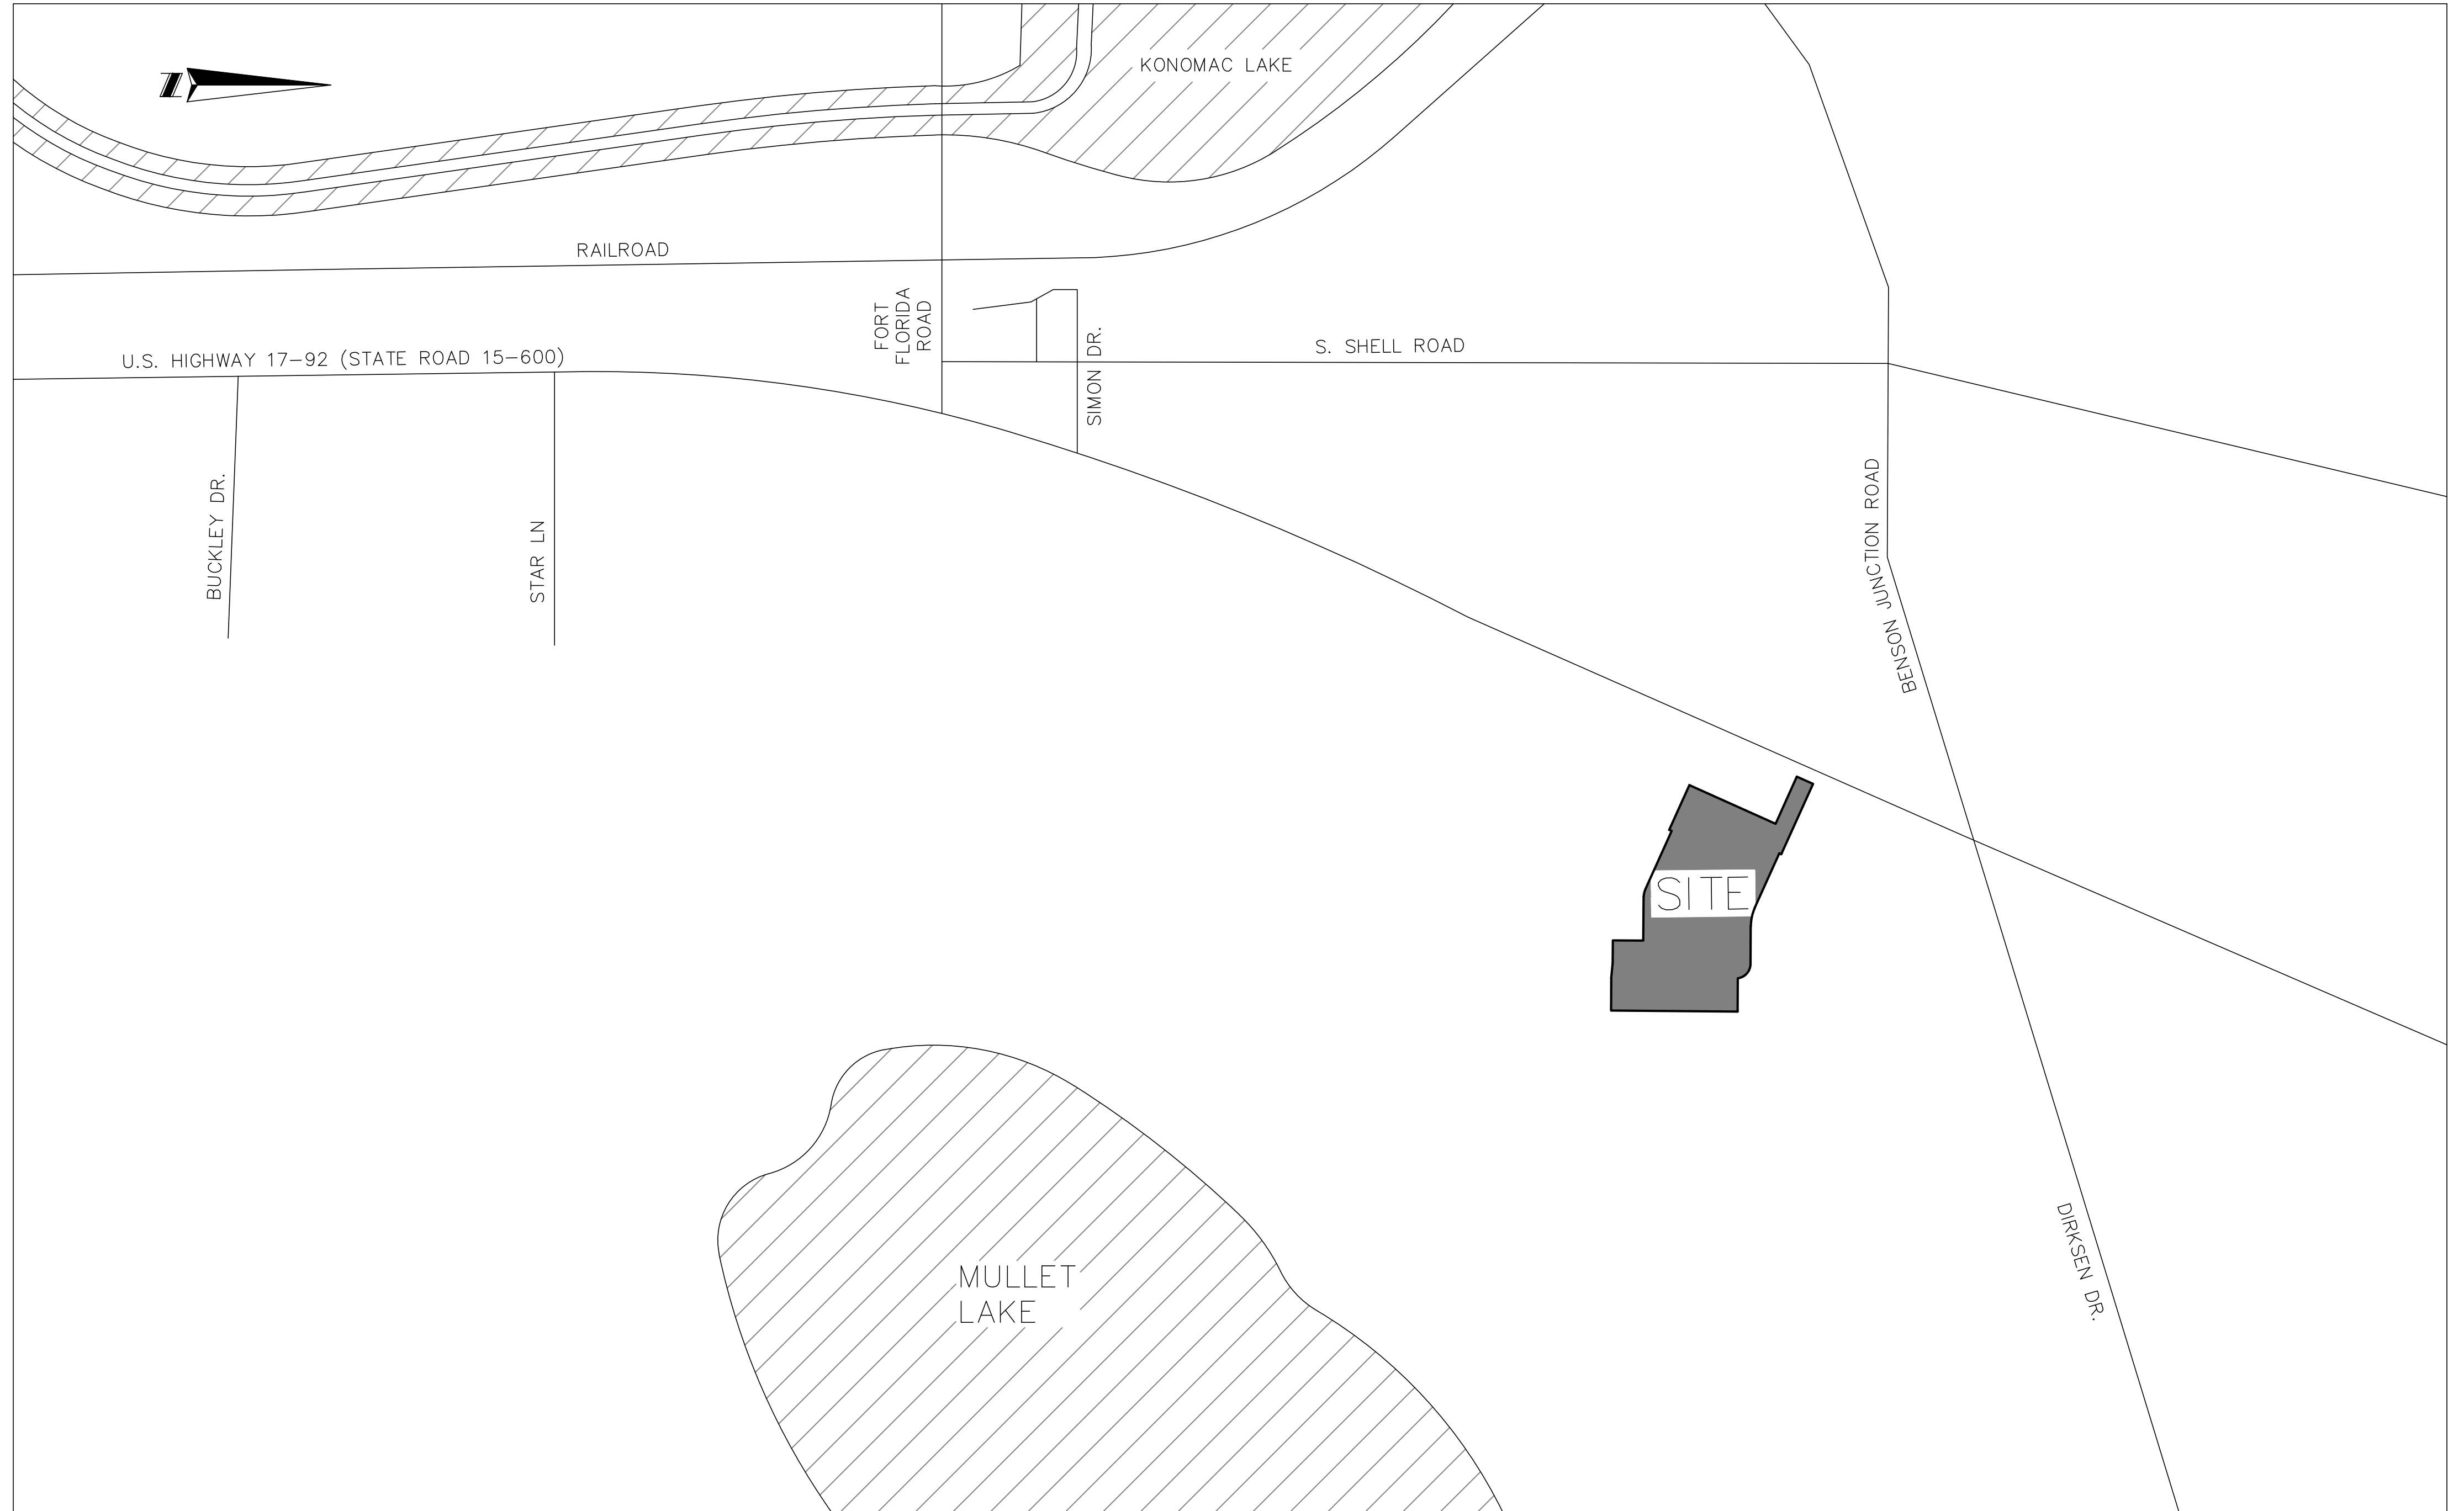 KONOMAC LAKE
N
RAILROAD
FORT
FLORIDA
ROAD
SIMON DR.
S. SHELL ROAD
U.S. HIGHWAY 17-92 (STATE ROAD 15-600)
BUCKLEY DR.
STAR LN
BENSON JUNCTION ROAD
SITE
DIRKSEN DR.
MULLET
LAKE